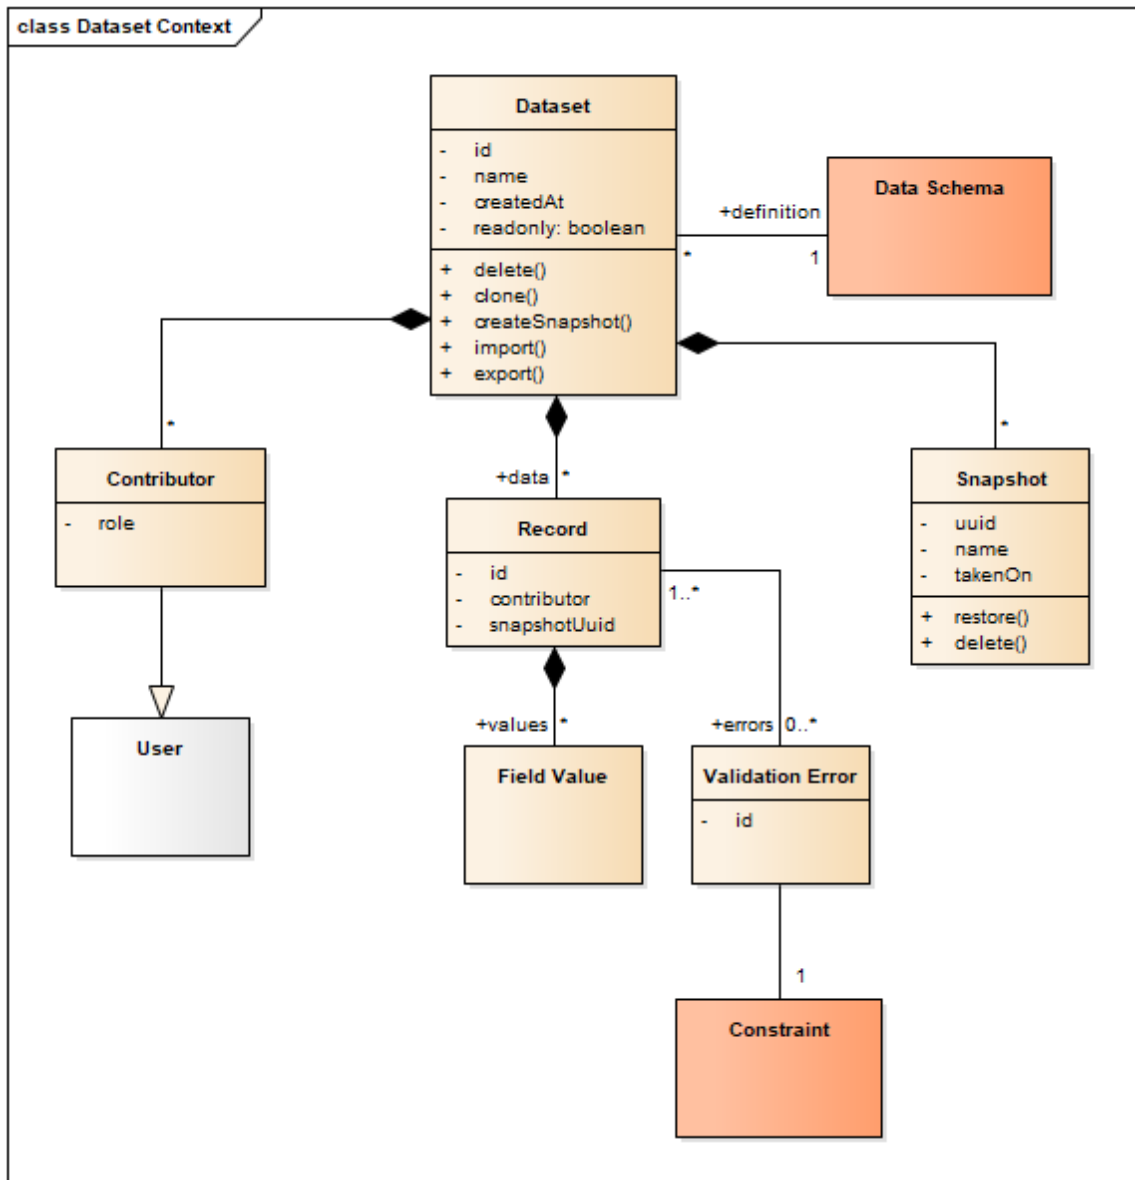 class Dataset Context
Dataset
- id
- name
- createdAt
- readonly: boolean
+ delete()
+ clone()
+ createSnapshot()
+ import()
+ export()
Data Schema
+definition
* 1
*
*
+data *
Contributor
- role
Record
- id
- contributor
- snapshotUuid
1..*
Snapshot
- uuid
- name
- takenOn
+ restore()
+ delete()
+values *
+errors 0..*
User
Field Value
Validation Error
- id
1
Constraint